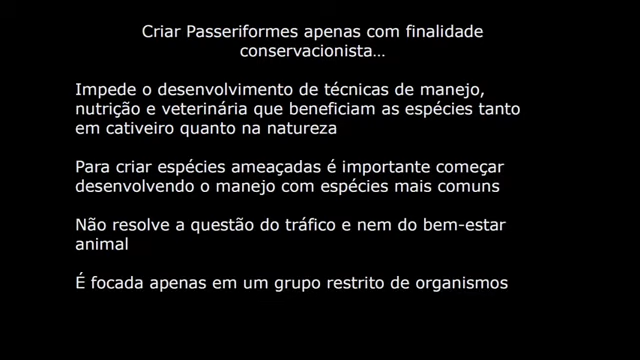 Criar Passeriformes apenas com finalidade
conservacionista…
Impede o desenvolvimento de técnicas de manejo,
nutrição e veterinária que beneficiam as espécies tanto
em cativeiro quanto na natureza
Para criar espécies ameaçadas é importante começar
desenvolvendo o manejo com espécies mais comuns
Não resolve a questão do tráfico e nem do bem-estar
animal
É focada apenas em um grupo restrito de organismos